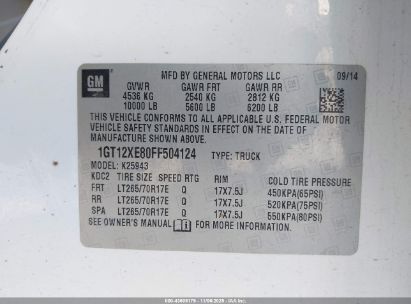 GM
MFD BY GENERAL MOTORS LLC 09/14
GVWR GAWR FRT GAWR RR
4536 KG 2540 KG 2812 KG
10000 LB 5600 LB 6200 LB
THIS VEHICLE CONFORMS TO ALL APPLICABLE U.S. FEDERAL MOTOR
VEHICLE SAFETY STANDARDS IN EFFECT ON THE DATE OF
MANUFACTURE SHOWN ABOVE.
1GT12XE80FF504124 TYPE: TRUCK
MODEL: K25943
KDC2 TIRE SIZE SPEED RTG RIM COLD TIRE PRESSURE
FRT LT265/70R17E Q 17X7.5J 450KPA(65PSI)
RR LT265/70R17E Q 17X7.5J 520KPA(75PSI)
SPA LT265/70R17E Q 17X7.5J 550KPA(80PSI)
SEE OWNER'S MANUAL FOR MORE INFORMATION.